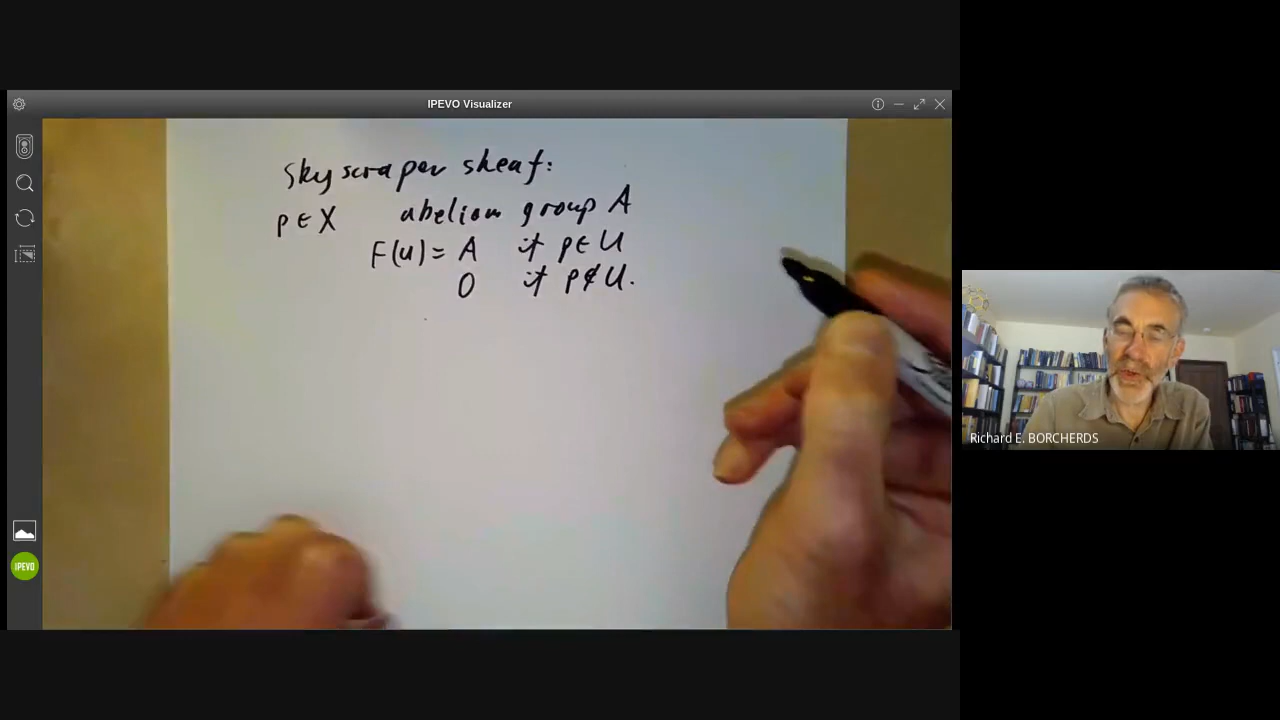 IPEVO Visualizer
skyscraper sheaf:
p ∈ X abelian group A
F(U) = A if p ∈ U
0 if p ∉ U.
IPEVO
Richard E. BORCHERDS